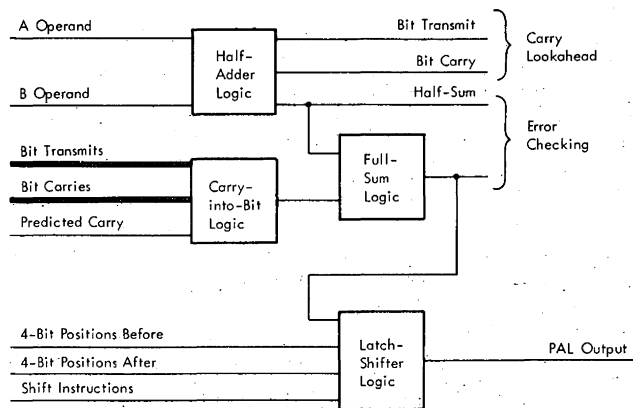 A Operand
B Operand
Half-
Adder
Logic
Bit Transmit
Bit Carry
Carry
Lookahead
Half-Sum
Error
Checking
Bit Transmits
Bit Carries
Predicted Carry
Carry-
into-Bit
Logic
Full-
Sum
Logic
4-Bit Positions Before
4-Bit Positions After
Shift Instructions
Latch-
Shifter
Logic
PAL Output